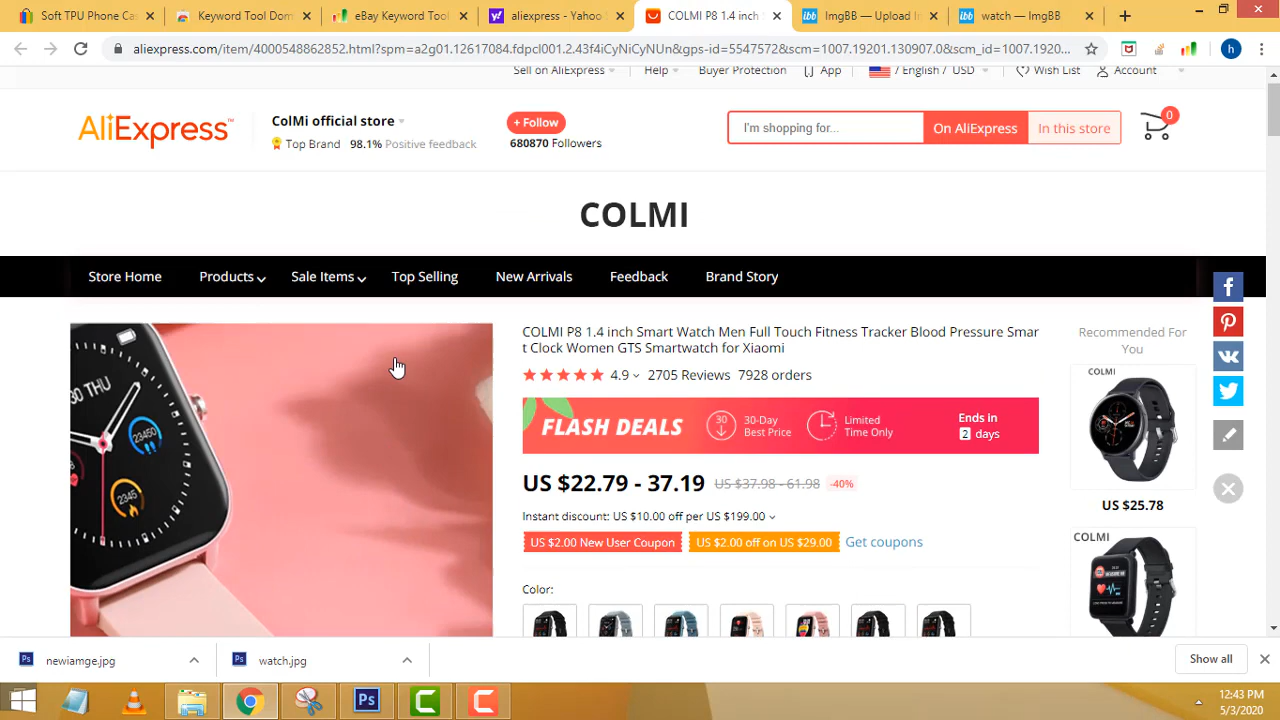 Soft TPU Phone Ca
Keyword Tool Dom
eBay Keyword Tool
aliexpress - Yahoo S
COLMI P8 1.4 inch S
ImgBB — Upload Im
watch — ImgBB
aliexpress.com/item/4000548862852.html?spm=a2g01.12617084.fdpcl001.2.43f4iCyNiCyNUn&gps-id=5547572&scm=1007.19201.130907.0&scm_id=1007.1920...
h
Sell on AliExpress
Help
Buyer Protection
App
/ English / USD
Wish List
Account
AliExpress™
ColMi official store
Top Brand 98.1% Positive feedback
+ Follow
680870 Followers
I'm shopping for...
On AliExpress
In this store
0
COLMI
Store Home
Products
Sale Items
Top Selling
New Arrivals
Feedback
Brand Story
30 THU
23450
2345
COLMI P8 1.4 inch Smart Watch Men Full Touch Fitness Tracker Blood Pressure Smar
t Clock Women GTS Smartwatch for Xiaomi
4.9 2705 Reviews 7928 orders
FLASH DEALS
30
30-Day
Best Price
Limited
Time Only
Ends in
2 days
US $22.79 - 37.19 US $37.98 - 61.98 -40%
Instant discount: US $10.00 off per US $199.00
US $2.00 New User Coupon
US $2.00 off on US $29.00
Get coupons
Color:
Recommended For
You
COLMI
US $25.78
COLMI
newiamge.jpg
watch.jpg
Show all
12:43 PM
5/3/2020